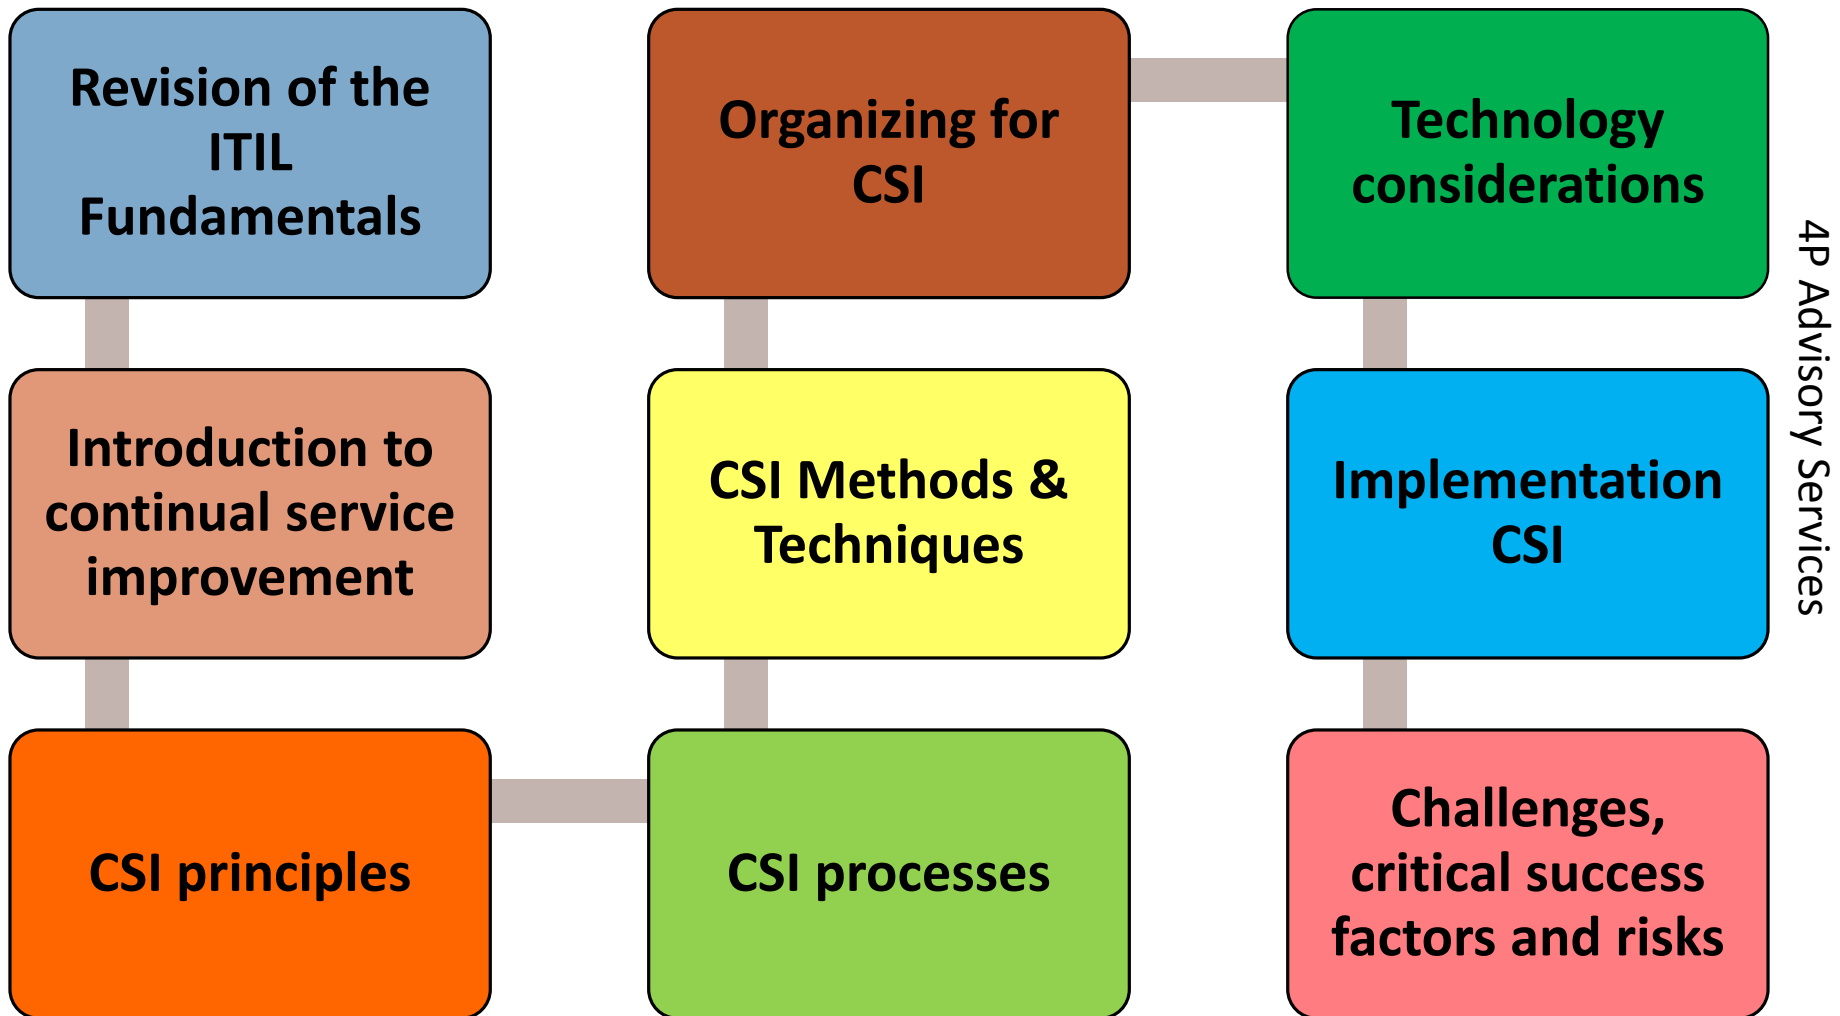 Revision of the
ITIL
Fundamentals
Introduction to
continual service
improvement
CSI principles
CSI processes
CSI Methods &
Techniques
Organizing for
CSI
Technology
considerations
Implementation
CSI
Challenges,
critical success
factors and risks
4P Advisory Services